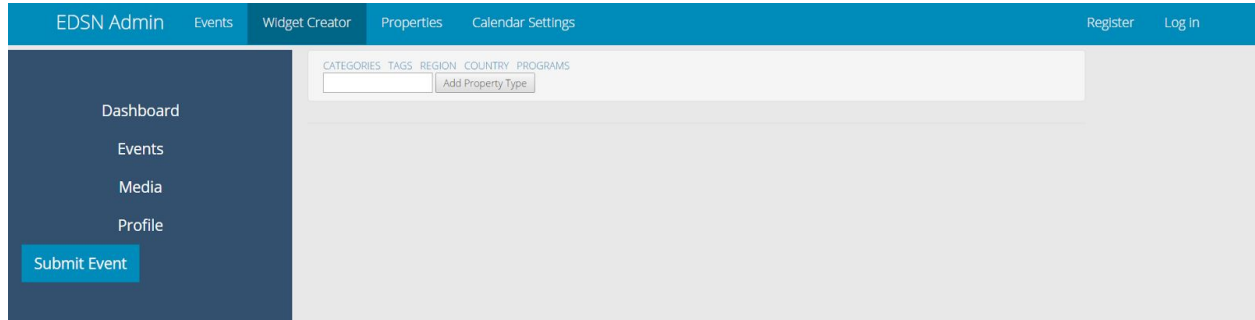 EDSN Admin Events Widget Creator Properties Calendar Settings Register Log in
CATEGORIES TAGS REGION COUNTRY PROGRAMS
Add Property Type
Dashboard
Events
Media
Profile
Submit Event